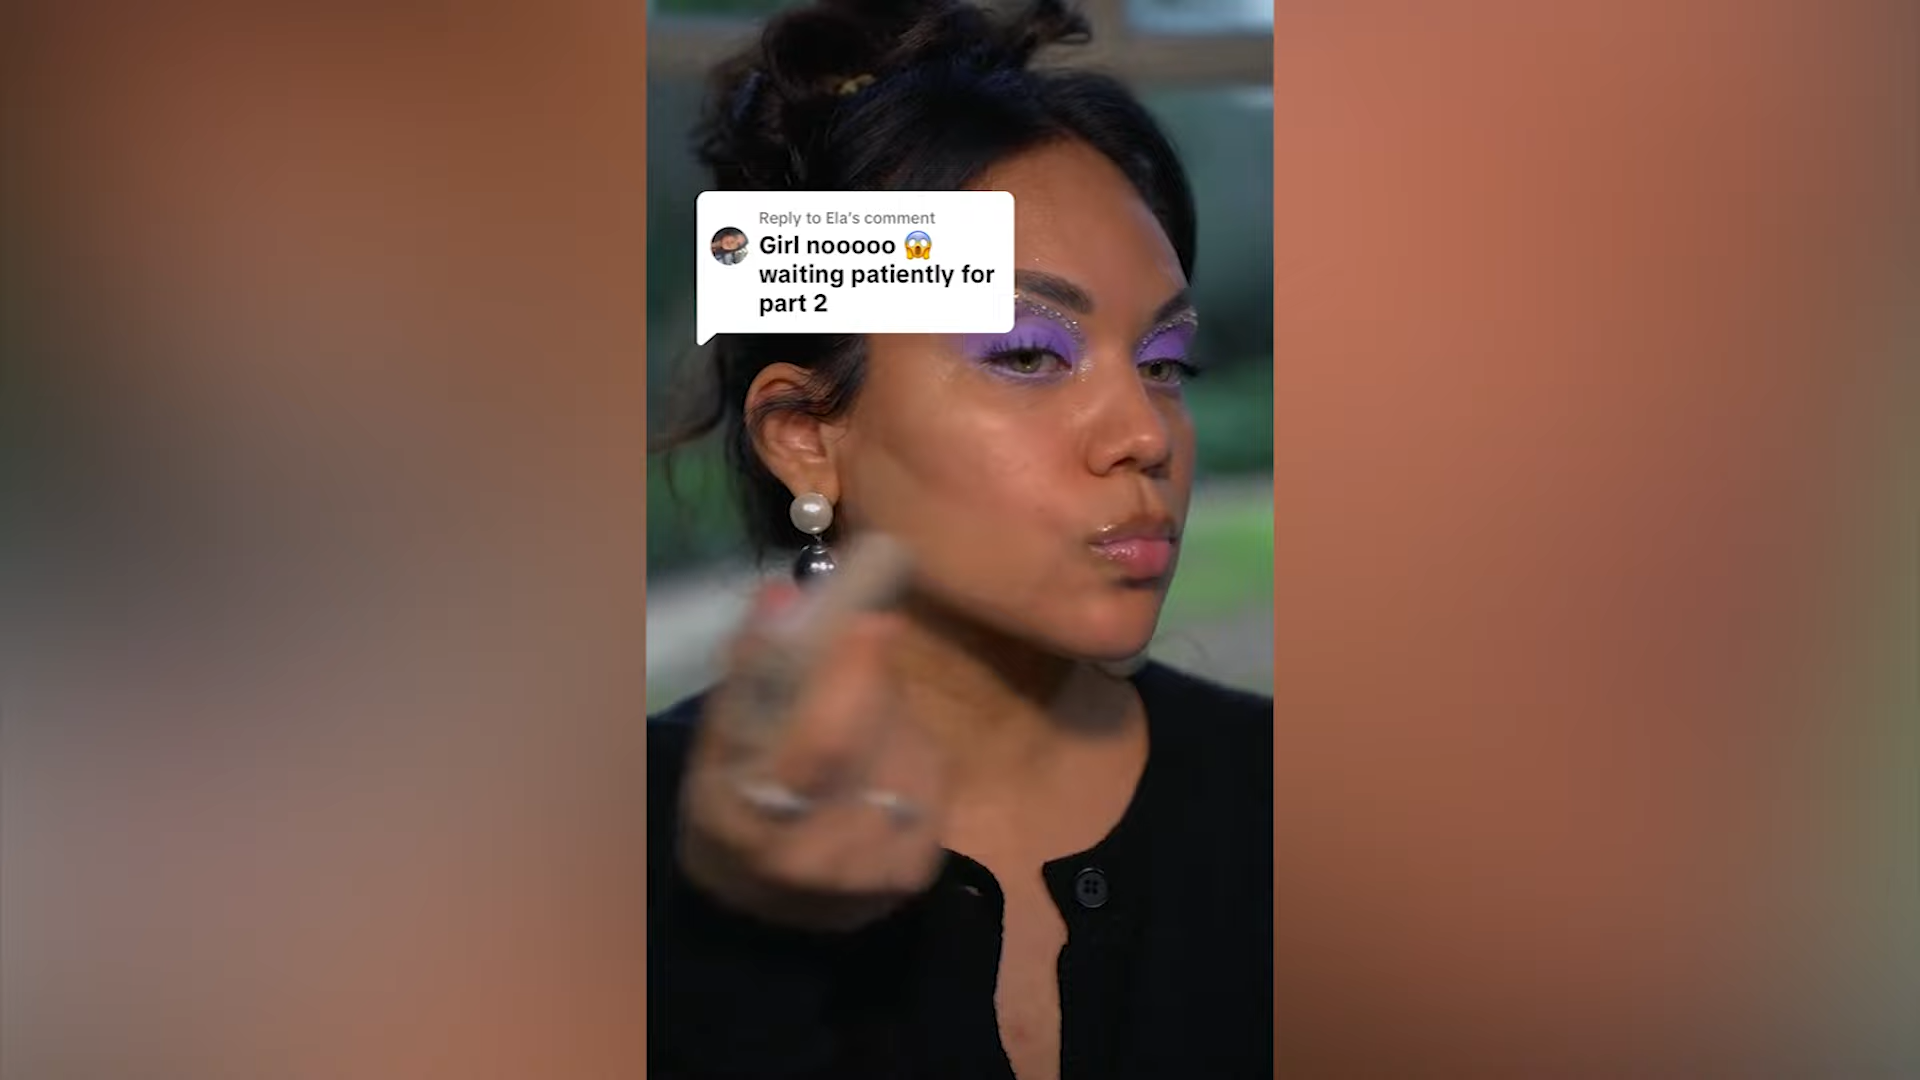 Reply to Ela's comment
Girl nooooo 😱
waiting patiently for
part 2